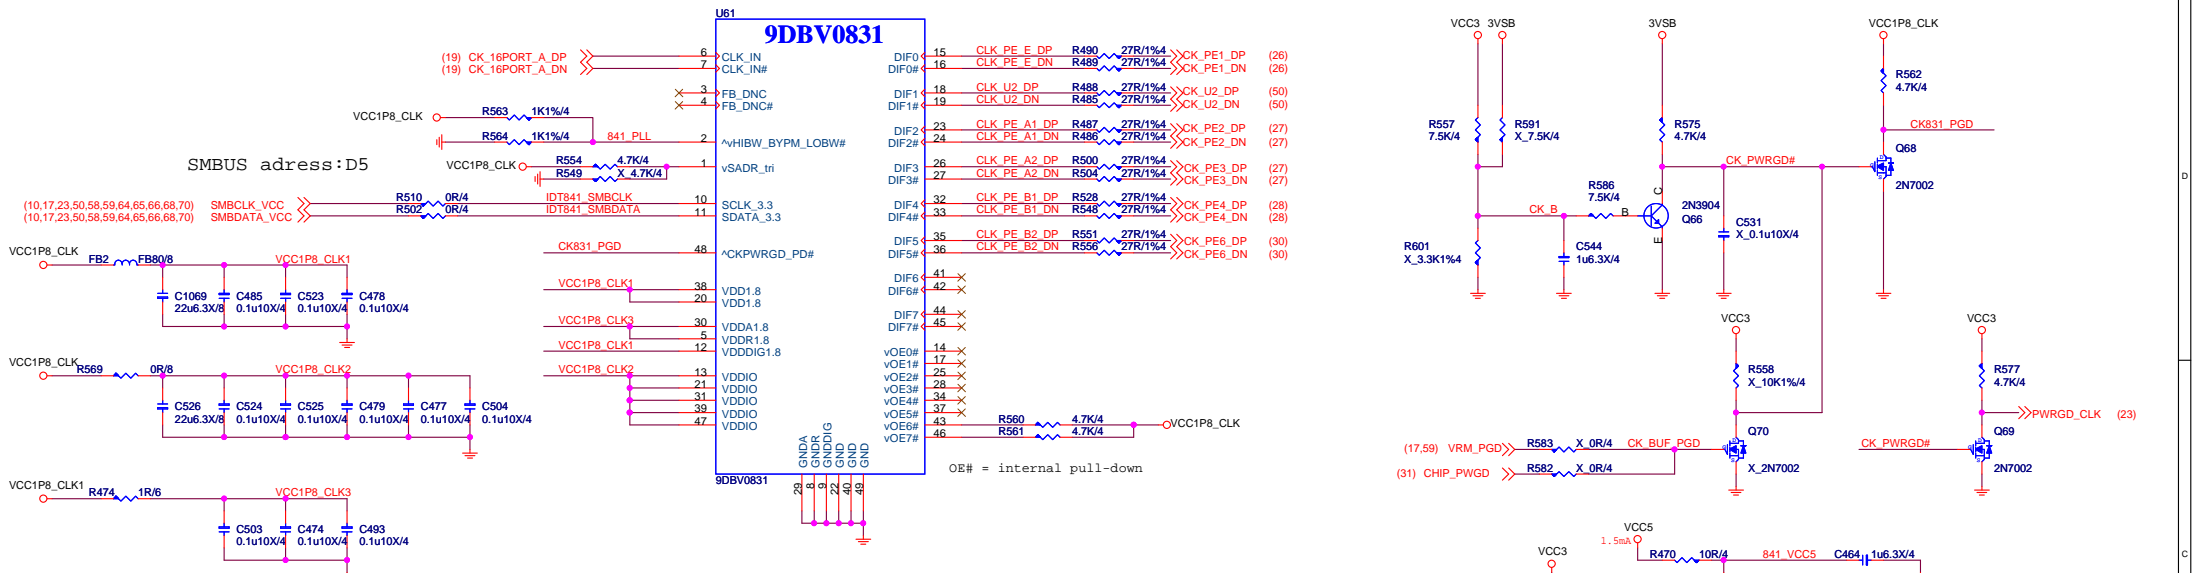 U61
9DBV0831
(19) CK_16PORT_A_DP 6 CLK_IN
(19) CK_16PORT_A_DN 7 CLK_IN#
3 FB_DNC
4 FB_DNC#
VCC1P8_CLK R563 1K1%/4
R564 1K1%/4 841_PLL 2 ^vHIBW_BYPM_LOBW#
SMBUS adress:D5
VCC1P8_CLK R554 4.7K/4 1 vSADR_tri
R549 X_4.7K/4
(10,17,23,50,58,59,64,65,66,68,70) SMBCLK_VCC R510 0R/4 IDT841_SMBCLK 10 SCLK_3.3
(10,17,23,50,58,59,64,65,66,68,70) SMBDATA_VCC R502 0R/4 IDT841_SMBDATA 11 SDATA_3.3
CK831_PGD 48 ^CKPWRGD_PD#
VCC1P8_CLK1 38 VDD1.8
20 VDD1.8
VCC1P8_CLK3 30 VDDA1.8
5 VDDR1.8
VCC1P8_CLK1 12 VDDDIG1.8
VCC1P8_CLK2 13 VDDIO
21 VDDIO
31 VDDIO
39 VDDIO
47 VDDIO
GNDA GNDR GNDDIG GND GND GND
29 8 9 22 40 49
9DBV0831
DIF0 15 CLK_PE_E_DP R490 27R/1%4 CK_PE1_DP (26)
DIF0# 16 CLK_PE_E_DN R489 27R/1%4 CK_PE1_DN (26)
DIF1 18 CLK_U2_DP R488 27R/1%4 CK_U2_DP (50)
DIF1# 19 CLK_U2_DN R485 27R/1%4 CK_U2_DN (50)
DIF2 23 CLK_PE_A1_DP R487 27R/1%4 CK_PE2_DP (27)
DIF2# 24 CLK_PE_A1_DN R486 27R/1%4 CK_PE2_DN (27)
DIF3 26 CLK_PE_A2_DP R500 27R/1%4 CK_PE3_DP (27)
DIF3# 27 CLK_PE_A2_DN R504 27R/1%4 CK_PE3_DN (27)
DIF4 32 CLK_PE_B1_DP R528 27R/1%4 CK_PE4_DP (28)
DIF4# 33 CLK_PE_B1_DN R548 27R/1%4 CK_PE4_DN (28)
DIF5 35 CLK_PE_B2_DP R551 27R/1%4 CK_PE6_DP (30)
DIF5# 36 CLK_PE_B2_DN R556 27R/1%4 CK_PE6_DN (30)
DIF6 41
DIF6# 42
DIF7 44
DIF7# 45
vOE0# 14
vOE1# 17
vOE2# 25
vOE3# 28
vOE4# 34
vOE5# 37
vOE6# 43 R560 4.7K/4 VCC1P8_CLK
vOE7# 46 R561 4.7K/4
OE# = internal pull-down
VCC1P8_CLK FB2 FB80/8 VCC1P8_CLK1
C1069 C485 C523 C478
22u6.3X/8 0.1u10X/4 0.1u10X/4 0.1u10X/4
VCC1P8_CLK R569 0R/8 VCC1P8_CLK2
C526 C524 C525 C479 C477 C504
22u6.3X/8 0.1u10X/4 0.1u10X/4 0.1u10X/4 0.1u10X/4 0.1u10X/4
VCC1P8_CLK1 R474 1R/6 VCC1P8_CLK3
C503 C474 C493
0.1u10X/4 0.1u10X/4 0.1u10X/4
VCC3 3VSB 3VSB VCC1P8_CLK
R562
4.7K/4
R557 R591 R575
7.5K/4 X_7.5K/4 4.7K/4
CK831_PGD
Q68
CK_PWRGD#
2N7002
R586
7.5K/4
CK_B B C E
2N3904
Q66
C531
X_0.1u10X/4
R601
X_3.3K1%4
C544
1u6.3X/4
VCC3 VCC3
R558 R577
X_10K1%/4 4.7K/4
PWRGD_CLK (23)
Q70 Q69
(17,59) VRM_PGD R583 X_0R/4 CK_BUF_PGD CK_PWRGD#
(31) CHIP_PWGD R582 X_0R/4
X_2N7002 2N7002
VCC5
1.5mA
VCC3
R470 10R/4 841_VCC5 C464 1u6.3X/4
D
C